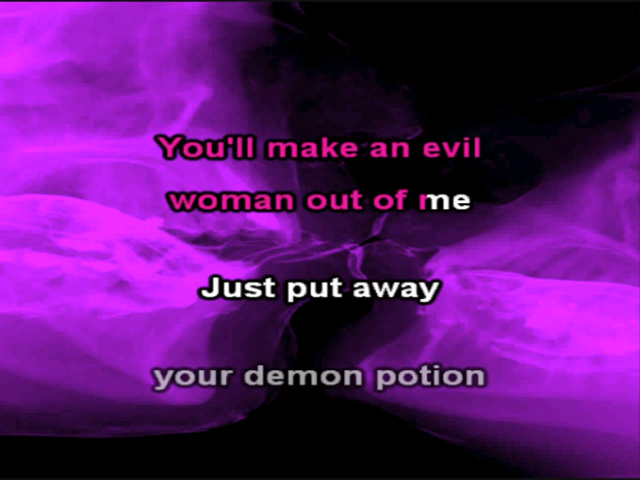 You'll make an evil
woman out of me
Just put away
your demon potion